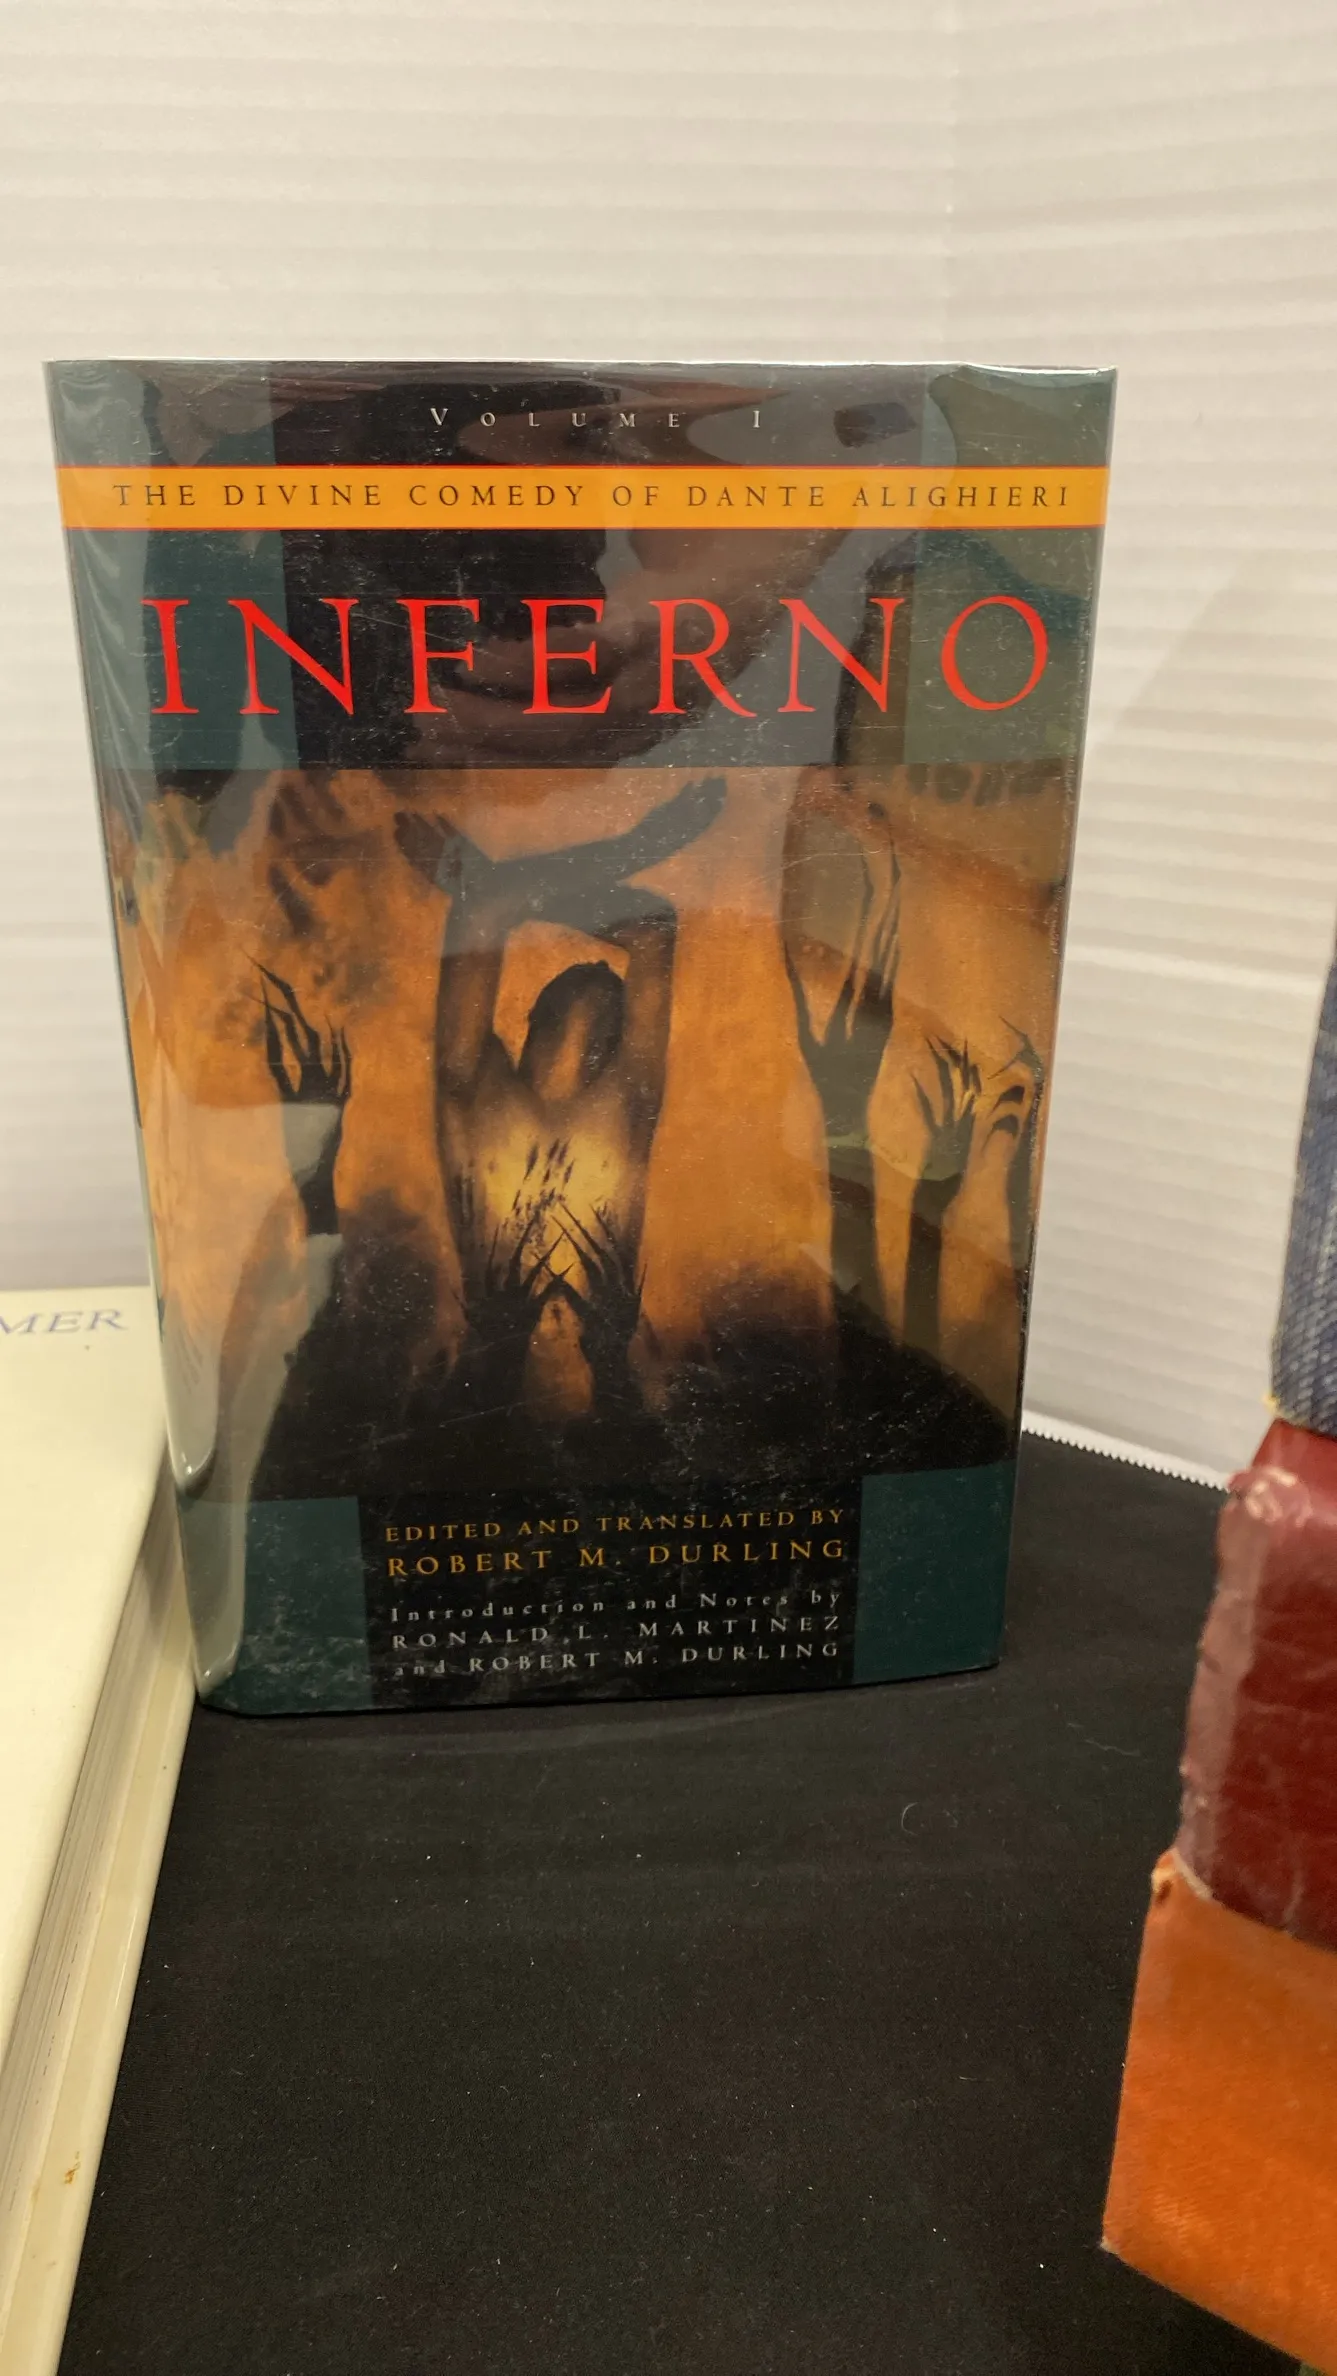 VOLUME I
THE DIVINE COMEDY OF DANTE ALIGHIERI
INFERNO
MER
EDITED AND TRANSLATED BY
ROBERT M. DURLING
Introduction and Notes by
RONALD L. MARTINEZ
and ROBERT M. DURLING